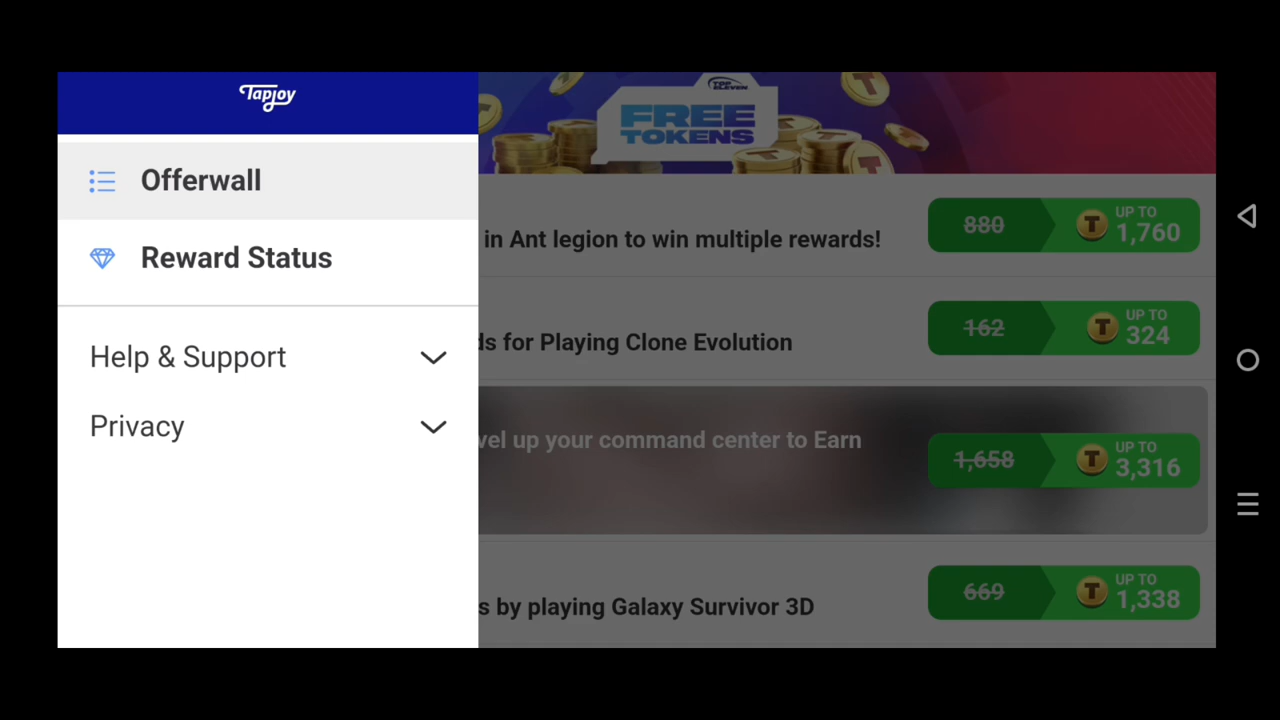 Tapjoy
Offerwall
Reward Status
Help & Support
Privacy
TOP ELEVEN
FREE
TOKENS
in Ant legion to win multiple rewards!
880
UP TO
1,760
for Playing Clone Evolution
162
UP TO
324
up your command center to Earn
1,658
UP TO
3,316
by playing Galaxy Survivor 3D
669
UP TO
1,338